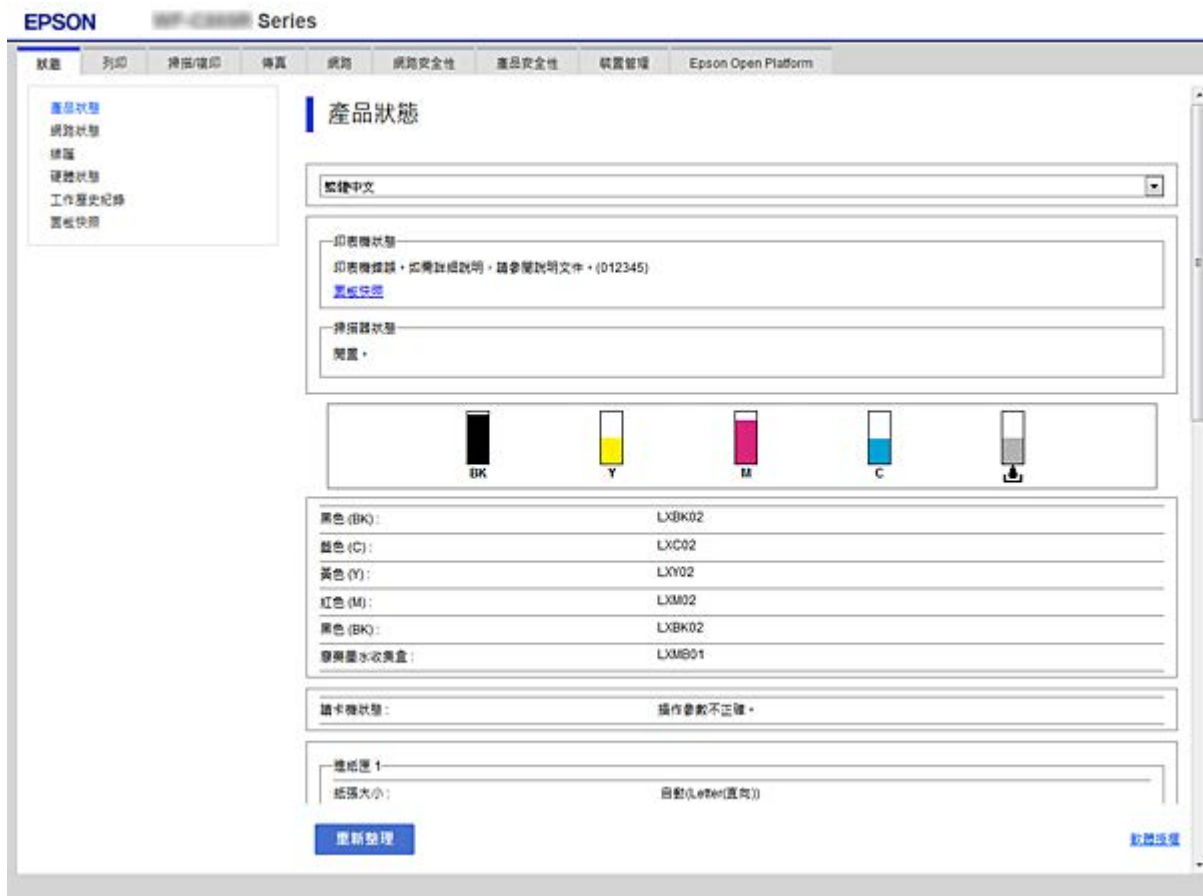 EPSON Series
狀態 列印 掃描/複印 傳真 網路 網路安全性 產品安全性 裝置管理 Epson Open Platform
產品狀態
網路狀態
維護
硬體狀態
工作歷史紀錄
面板快照
產品狀態
繁體中文
印表機狀態
印表機錯誤。如需詳細說明，請參閱說明文件。(012345)
面板快照
掃描器狀態
閒置。
BK Y M C
黑色 (BK) : LXBK02
藍色 (C) : LXC02
黃色 (Y) : LXY02
紅色 (M) : LXM02
黑色 (BK) : LXBK02
廢棄墨水收集盒 : LXMB01
讀卡機狀態 : 操作參數不正確。
進紙匣 1
紙張大小 : 自動(Letter(直向))
重新整理
軟體授權